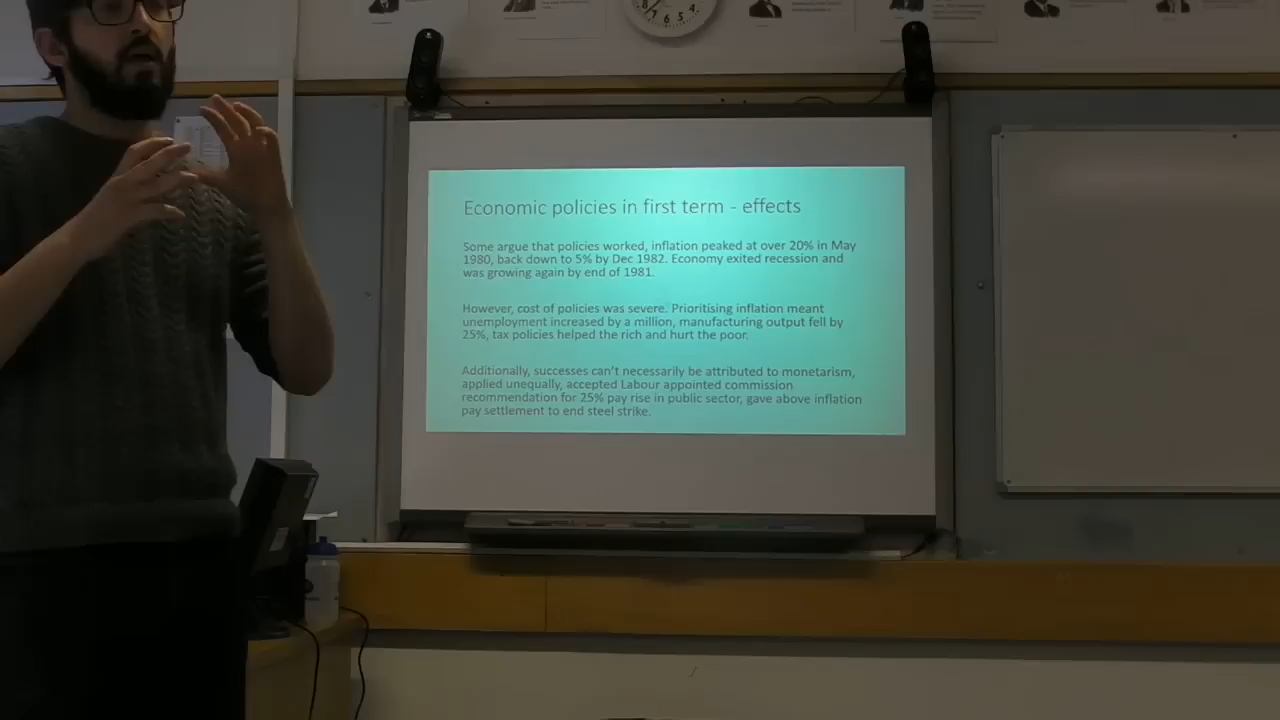 8 7 6 5 4
Economic policies in first term - effects
Some argue that policies worked, inflation peaked at over 20% in May
1980, back down to 5% by Dec 1982. Economy exited recession and
was growing again by end of 1981.
However, cost of policies was severe. Prioritising inflation meant
unemployment increased by a million, manufacturing output fell by
25%, tax policies helped the rich and hurt the poor.
Additionally, successes can't necessarily be attributed to monetarism,
applied unequally, accepted Labour appointed commission
recommendation for 25% pay rise in public sector, gave above inflation
pay settlement to end steel strike.